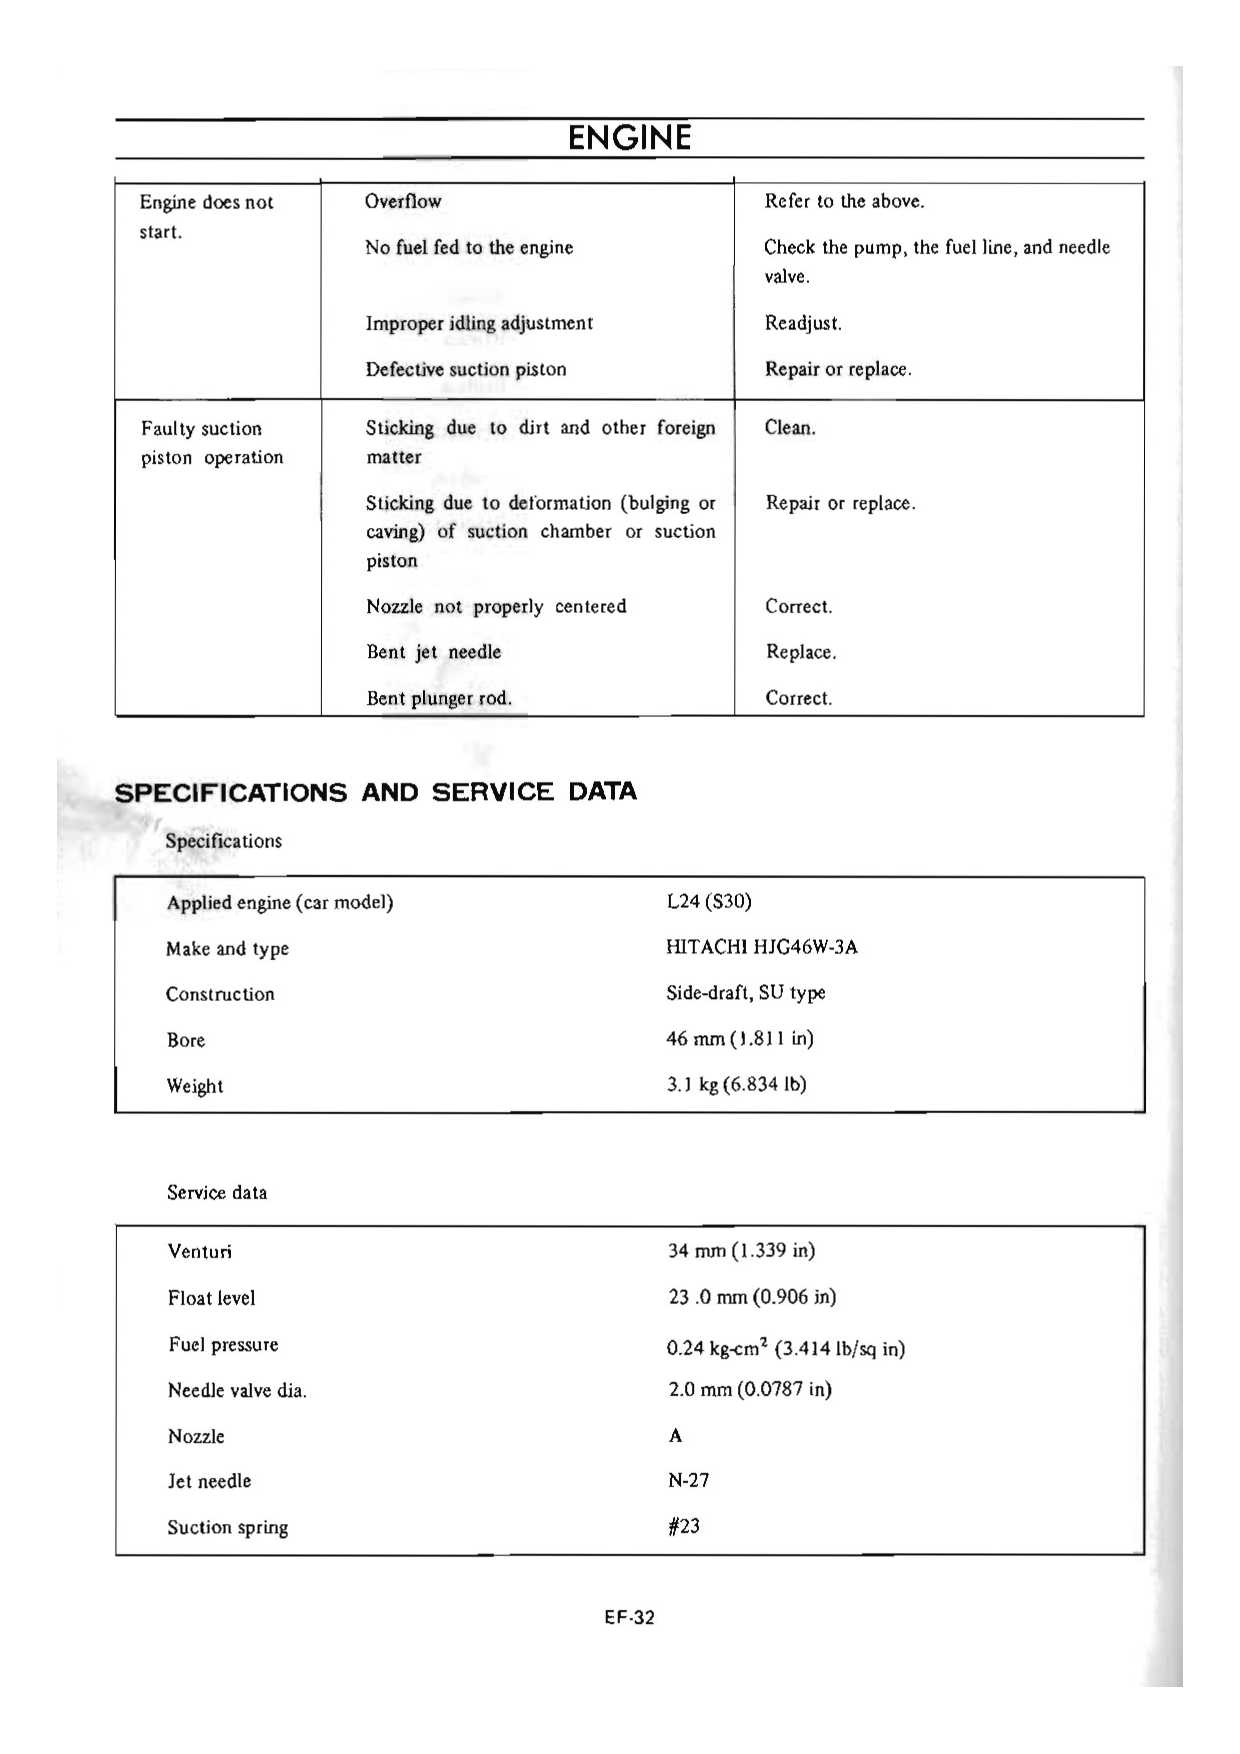 ENGINE
Engine does not
start.
Overflow
Refer to the above.
No fuel fed to the engine
Check the pump, the fuel line, and needle
valve.
Improper idling adjustment
Readjust.
Defective suction piston
Repair or replace.
Faulty suction
piston operation
Sticking due to dirt and other foreign
matter
Clean.
Sticking due to deformation (bulging or
caving) of suction chamber or suction
piston
Repair or replace.
Nozzle not properly centered
Correct.
Bent jet needle
Replace.
Bent plunger rod.
Correct.
SPECIFICATIONS AND SERVICE DATA
Specifications
Applied engine (car model)
L24 (S30)
Make and type
HITACHI HJG46W-3A
Construction
Side-draft, SU type
Bore
46 mm (1.811 in)
Weight
3.1 kg (6.834 lb)
Service data
Venturi
34 mm (1.339 in)
Float level
23 .0 mm (0.906 in)
Fuel pressure
0.24 kg-cm² (3.414 lb/sq in)
Needle valve dia.
2.0 mm (0.0787 in)
Nozzle
A
Jet needle
N-27
Suction spring
#23
EF-32